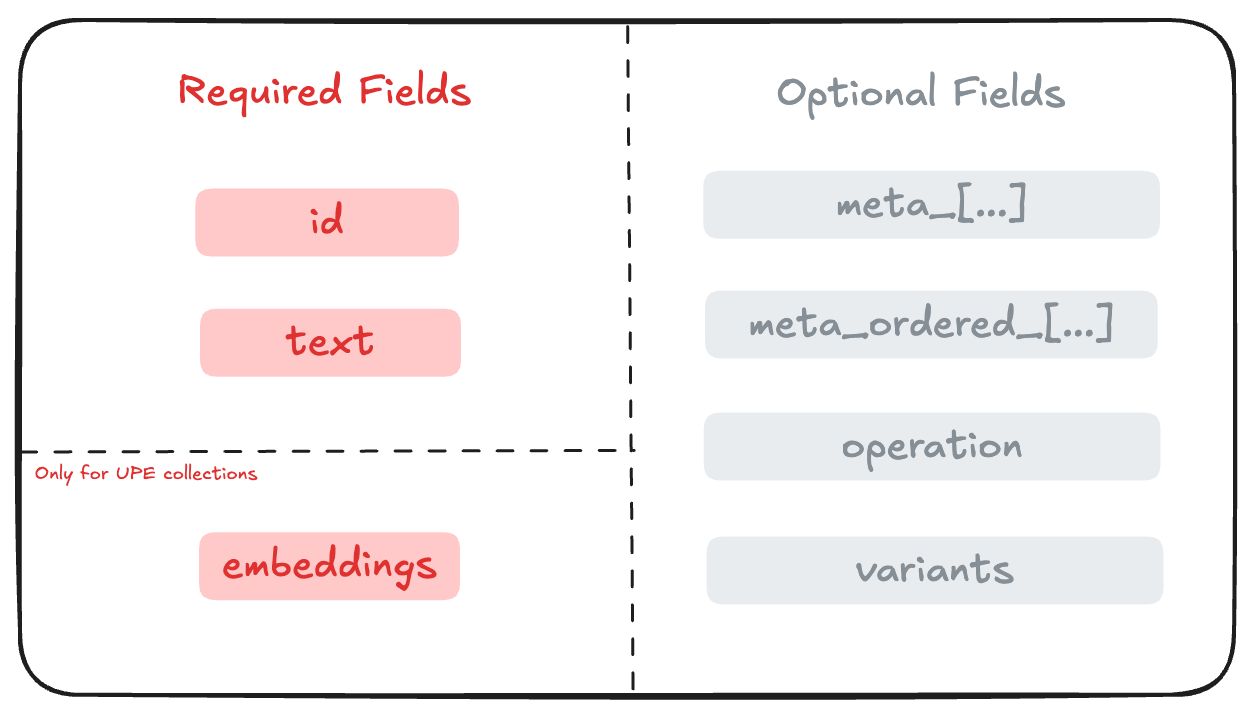 Required Fields
id
text
Only for UPE collections
embeddings
Optional Fields
meta_[...]
meta_ordered_[...]
operation
variants